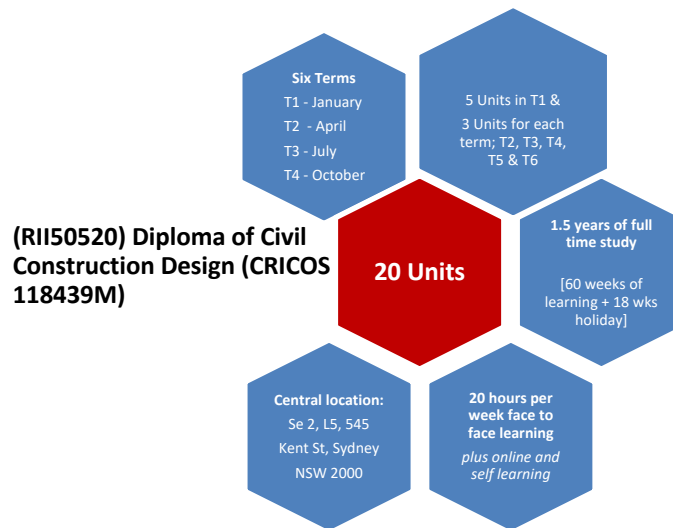 (RII50520) Diploma of Civil
Construction Design (CRICOS
118439M)
Six Terms
T1 - January
T2 - April
T3 - July
T4 - October
5 Units in T1 &
3 Units for each
term; T2, T3, T4,
T5 & T6
20 Units
1.5 years of full
time study
[60 weeks of
learning + 18 wks
holiday]
Central location:
Se 2, L5, 545
Kent St, Sydney
NSW 2000
20 hours per
week face to
face learning
plus online and
self learning